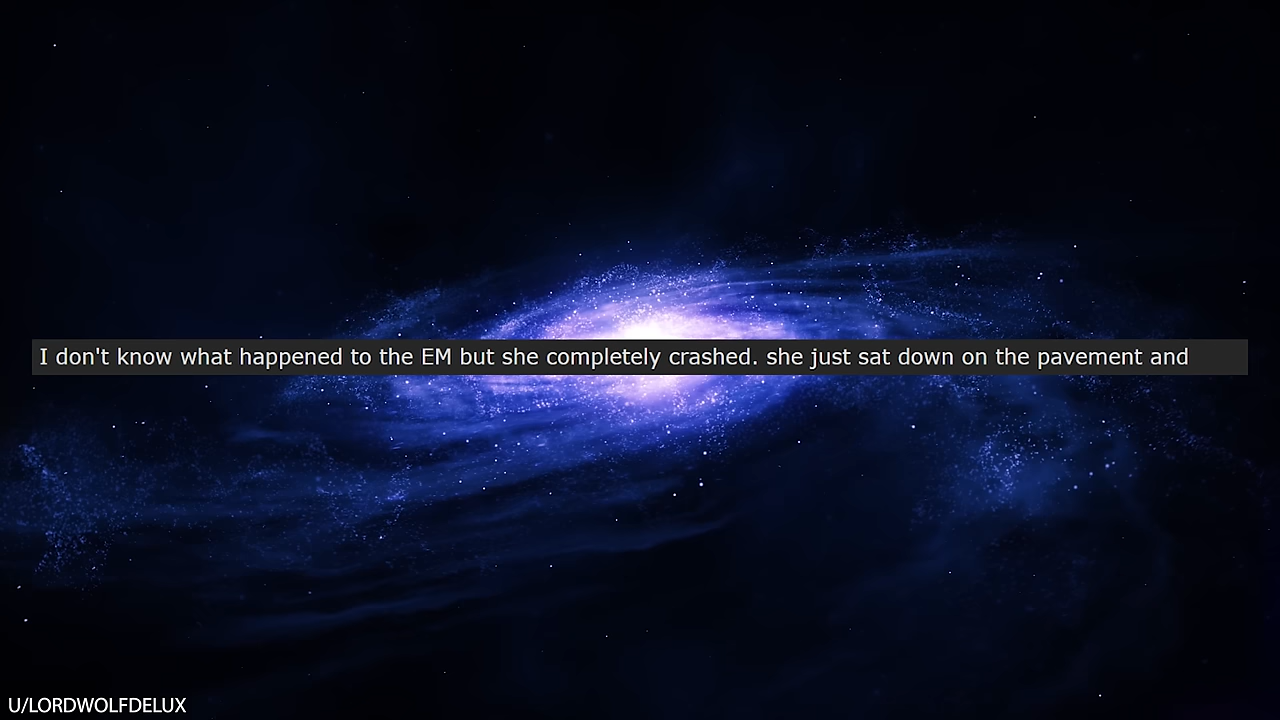 I don't know what happened to the EM but she completely crashed. she just sat down on the pavement and
U/LORDWOLFDELUX